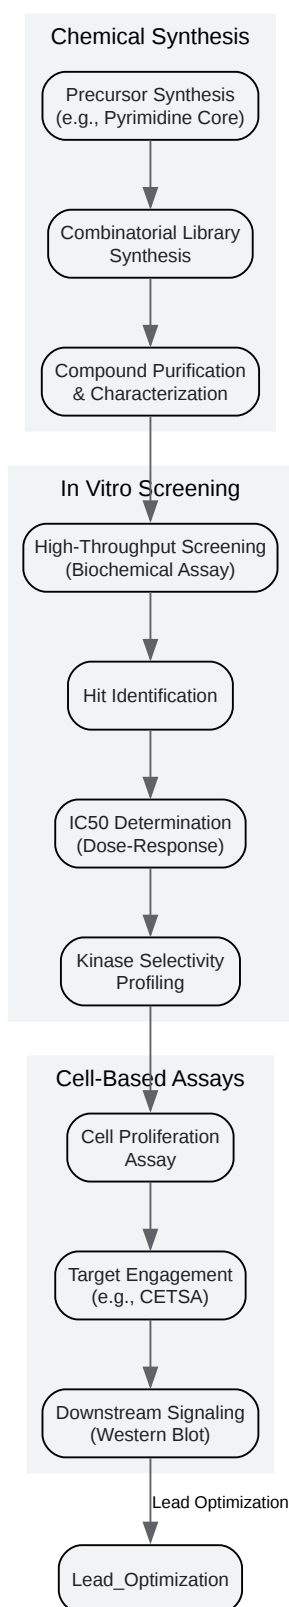 Chemical Synthesis
Precursor Synthesis
(e.g., Pyrimidine Core)
Combinatorial Library
Synthesis
Compound Purification
& Characterization
In Vitro Screening
High-Throughput Screening
(Biochemical Assay)
Hit Identification
IC50 Determination
(Dose-Response)
Kinase Selectivity
Profiling
Cell-Based Assays
Cell Proliferation
Assay
Target Engagement
(e.g., CETSA)
Downstream Signaling
(Western Blot)
Lead Optimization
Lead_Optimization